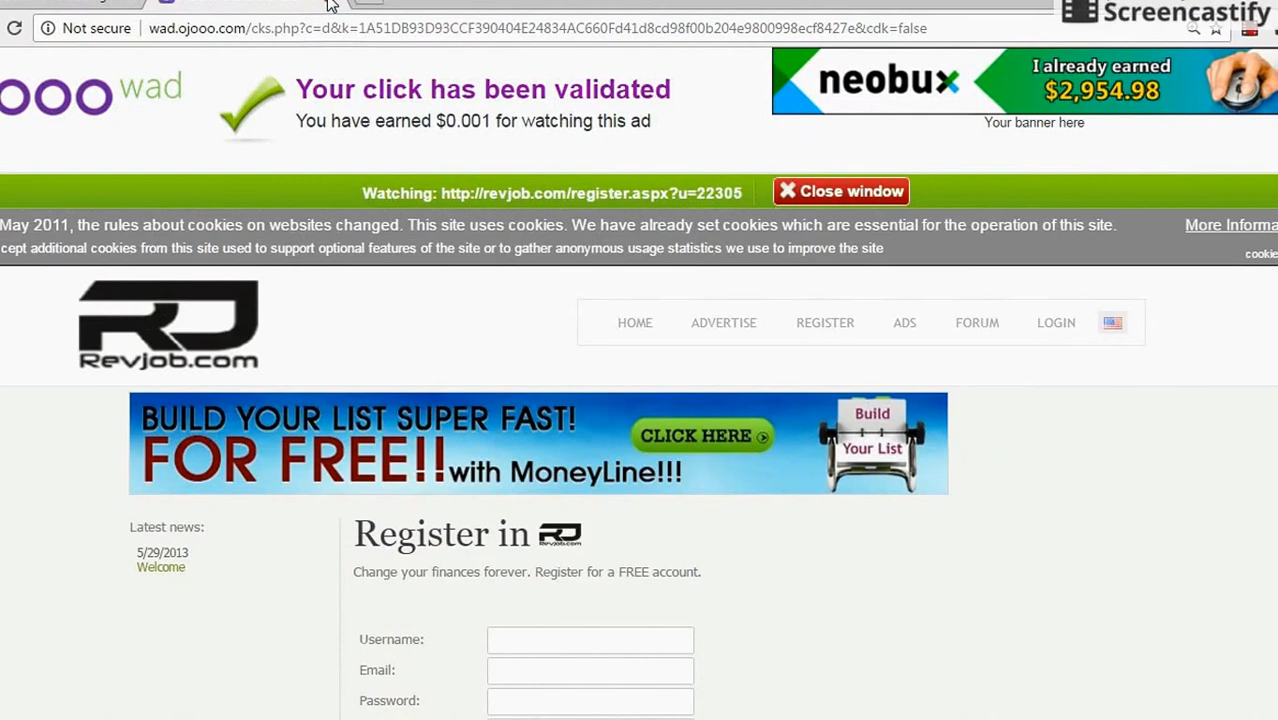 Screencastify
Not secure
wad.ojooo.com/cks.php?c=d&k=1A51DB93D93CCF390404E24834AC660Fd41d8cd98f00b204e9800998ecf8427e&cdk=false
ooo wad
Your click has been validated
You have earned $0.001 for watching this ad
neobux
I already earned
$2,954.98
Your banner here
Watching: http://revjob.com/register.aspx?u=22305
Close window
May 2011, the rules about cookies on websites changed. This site uses cookies. We have already set cookies which are essential for the operation of this site.
More Informa
cept additional cookies from this site used to support optional features of the site or to gather anonymous usage statistics we use to improve the site
cookie
RJ
Revjob.com
HOME
ADVERTISE
REGISTER
ADS
FORUM
LOGIN
BUILD YOUR LIST SUPER FAST!
FOR FREE!! with MoneyLine!!!
CLICK HERE
Build
Your List
Latest news:
5/29/2013
Welcome
Register in RJ Revjob.com
Change your finances forever. Register for a FREE account.
Username:
Email:
Password: